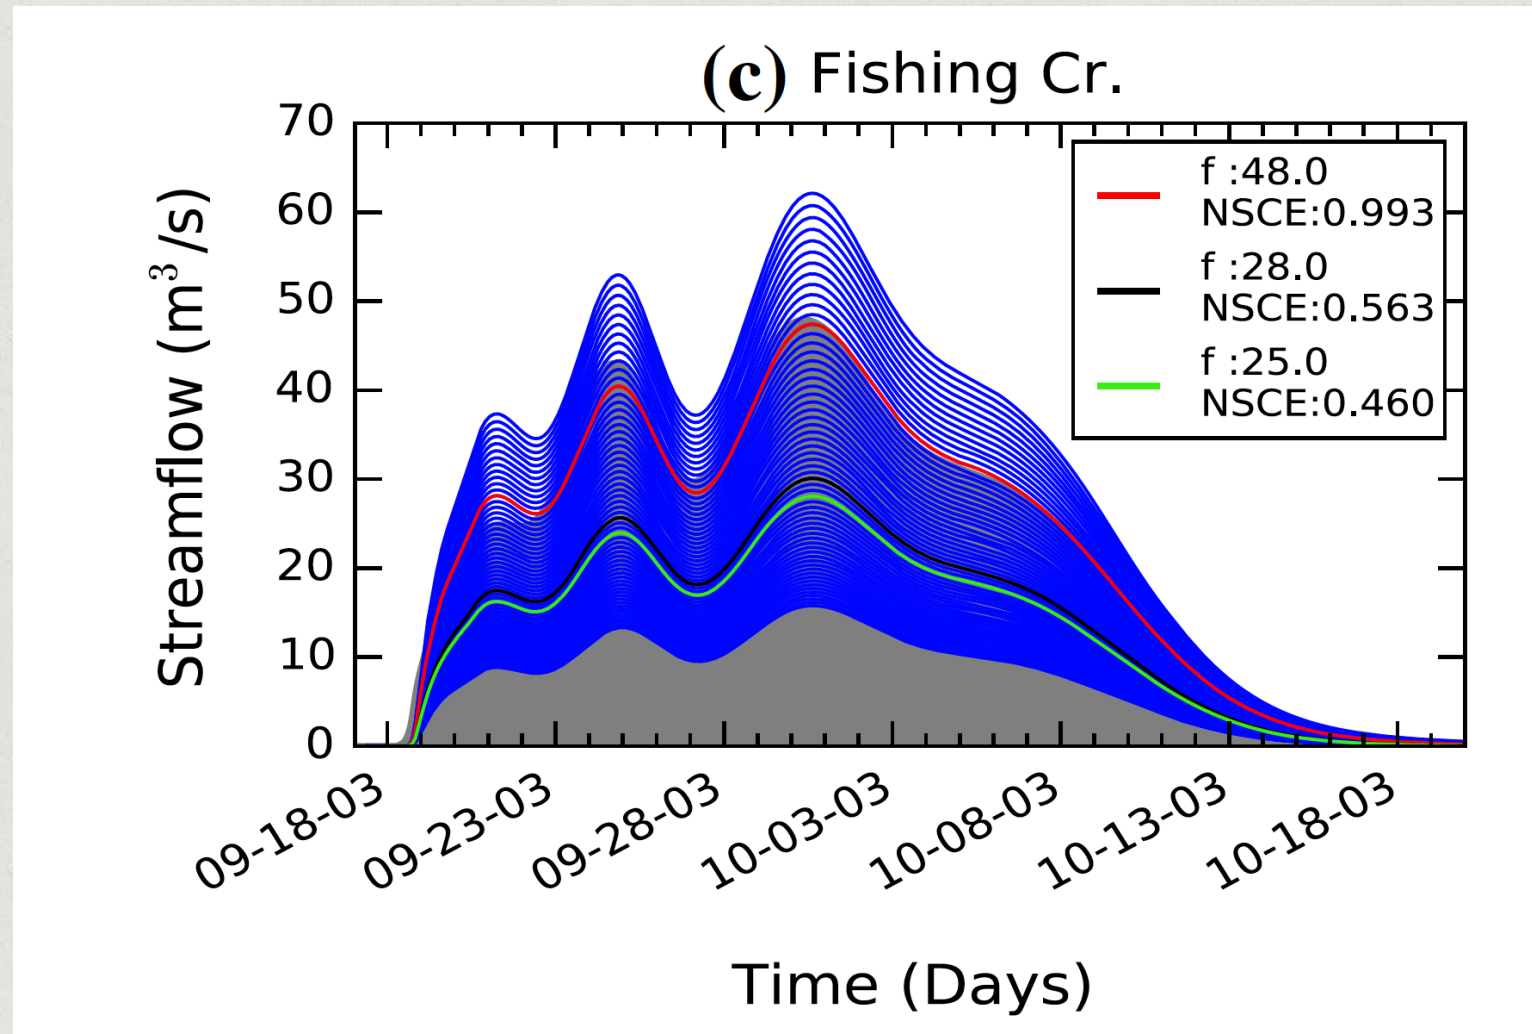 (c) Fishing Cr.
Streamflow (m³/s)
70
60
50
40
30
20
10
0
f :48.0
NSCE:0.993
f :28.0
NSCE:0.563
f :25.0
NSCE:0.460
09-18-03
09-23-03
09-28-03
10-03-03
10-08-03
10-13-03
10-18-03
Time (Days)